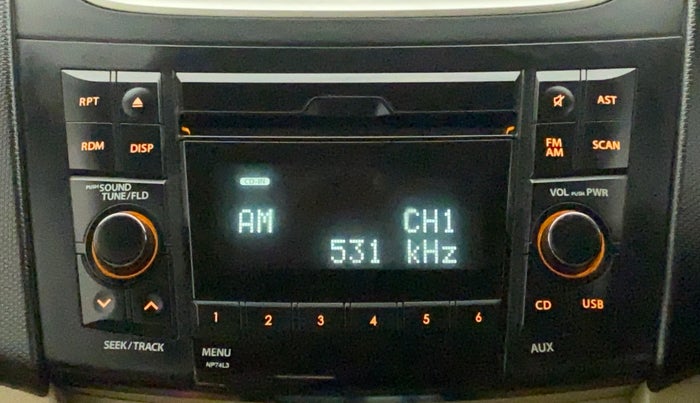 RPT
AST
RDM
DISP
FM
AM
SCAN
PUSH SOUND
TUNE/FLD
VOL PUSH PWR
CD-IN
AM CH1
531 kHz
CD
USB
1 2 3 4 5 6
SEEK/TRACK
MENU
NP74L3
AUX